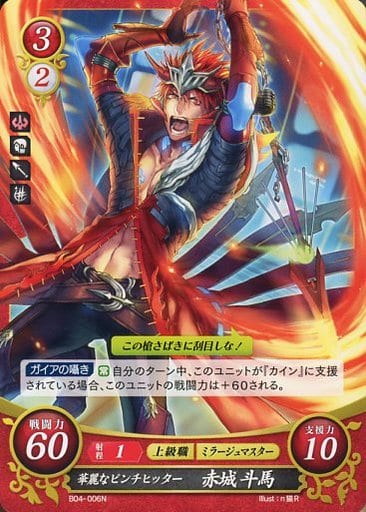 3
2
この槍さばきに刮目しな!
ガイアの囁き 常 自分のターン中、このユニットが『カイン』に支援
されている場合、このユニットの戦闘力は+60される。
戦闘力
60
射程 1
上級職
ミラージュマスター
支援力
10
華麗なピンチヒッター 赤城斗馬
B04-006N
Illust:n猫R